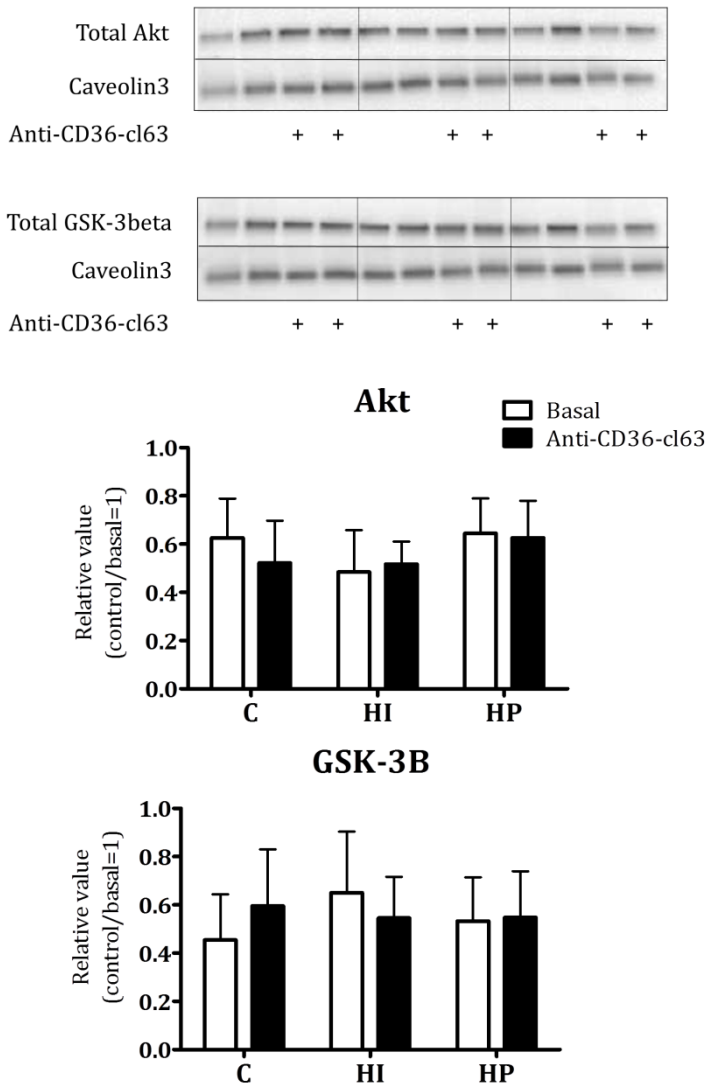 Total Akt
Caveolin3
Anti-CD36-cl63 + + + + + +
Total GSK-3beta
Caveolin3
Anti-CD36-cl63 + + + + + +
Akt
Basal
Anti-CD36-cl63
Relative value
(control/basal=1)
1.0
0.8
0.6
0.4
0.2
0.0
C HI HP
GSK-3B
Relative value
(control/basal=1)
1.0
0.8
0.6
0.4
0.2
0.0
C HI HP